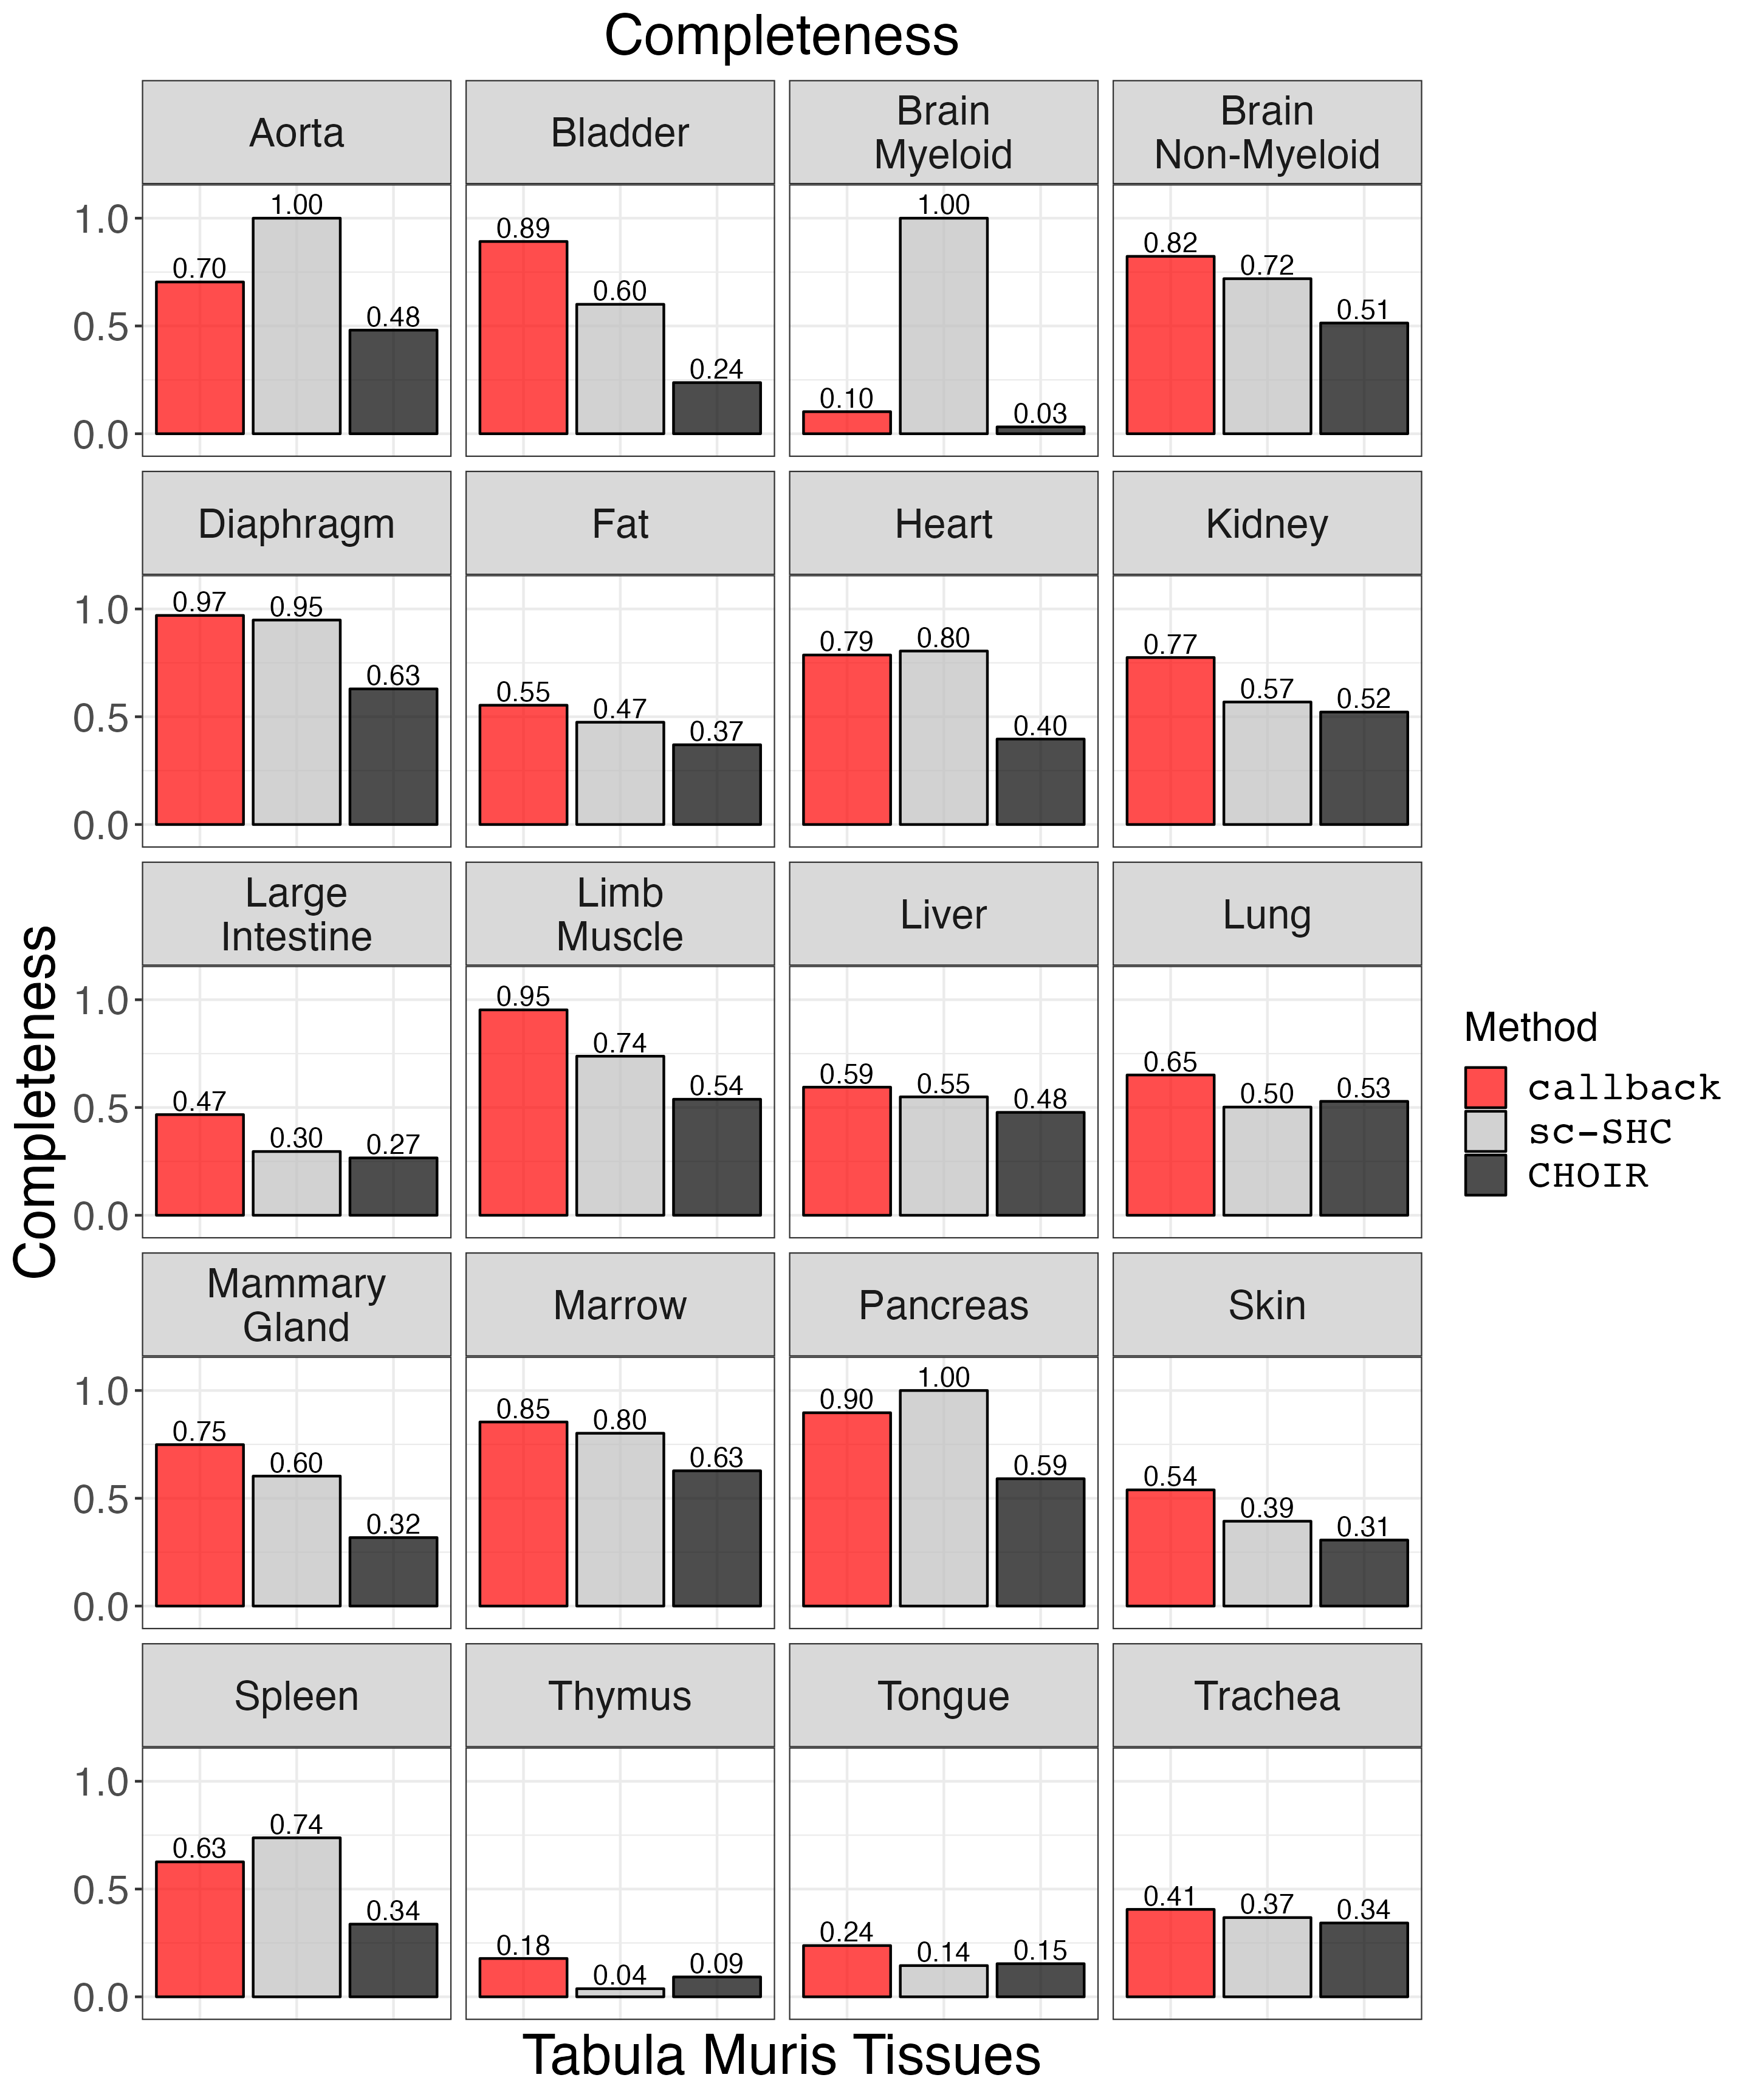 Completeness
Aorta
Bladder
Brain
Myeloid
Brain
Non-Myeloid
1.0
0.5
0.0
0.70
1.00
0.48
0.89
0.60
0.24
0.10
1.00
0.03
0.82
0.72
0.51
Diaphragm
Fat
Heart
Kidney
1.0
0.5
0.0
0.97
0.95
0.63
0.55
0.47
0.37
0.79
0.80
0.40
0.77
0.57
0.52
Large
Intestine
Limb
Muscle
Liver
Lung
1.0
0.5
0.0
0.47
0.30
0.27
0.95
0.74
0.54
0.59
0.55
0.48
0.65
0.50
0.53
Mammary
Gland
Marrow
Pancreas
Skin
1.0
0.5
0.0
0.75
0.60
0.32
0.85
0.80
0.63
0.90
1.00
0.59
0.54
0.39
0.31
Spleen
Thymus
Tongue
Trachea
1.0
0.5
0.0
0.63
0.74
0.34
0.18
0.04
0.09
0.24
0.14
0.15
0.41
0.37
0.34
Completeness
Tabula Muris Tissues
Method
callback
sc-SHC
CHOIR